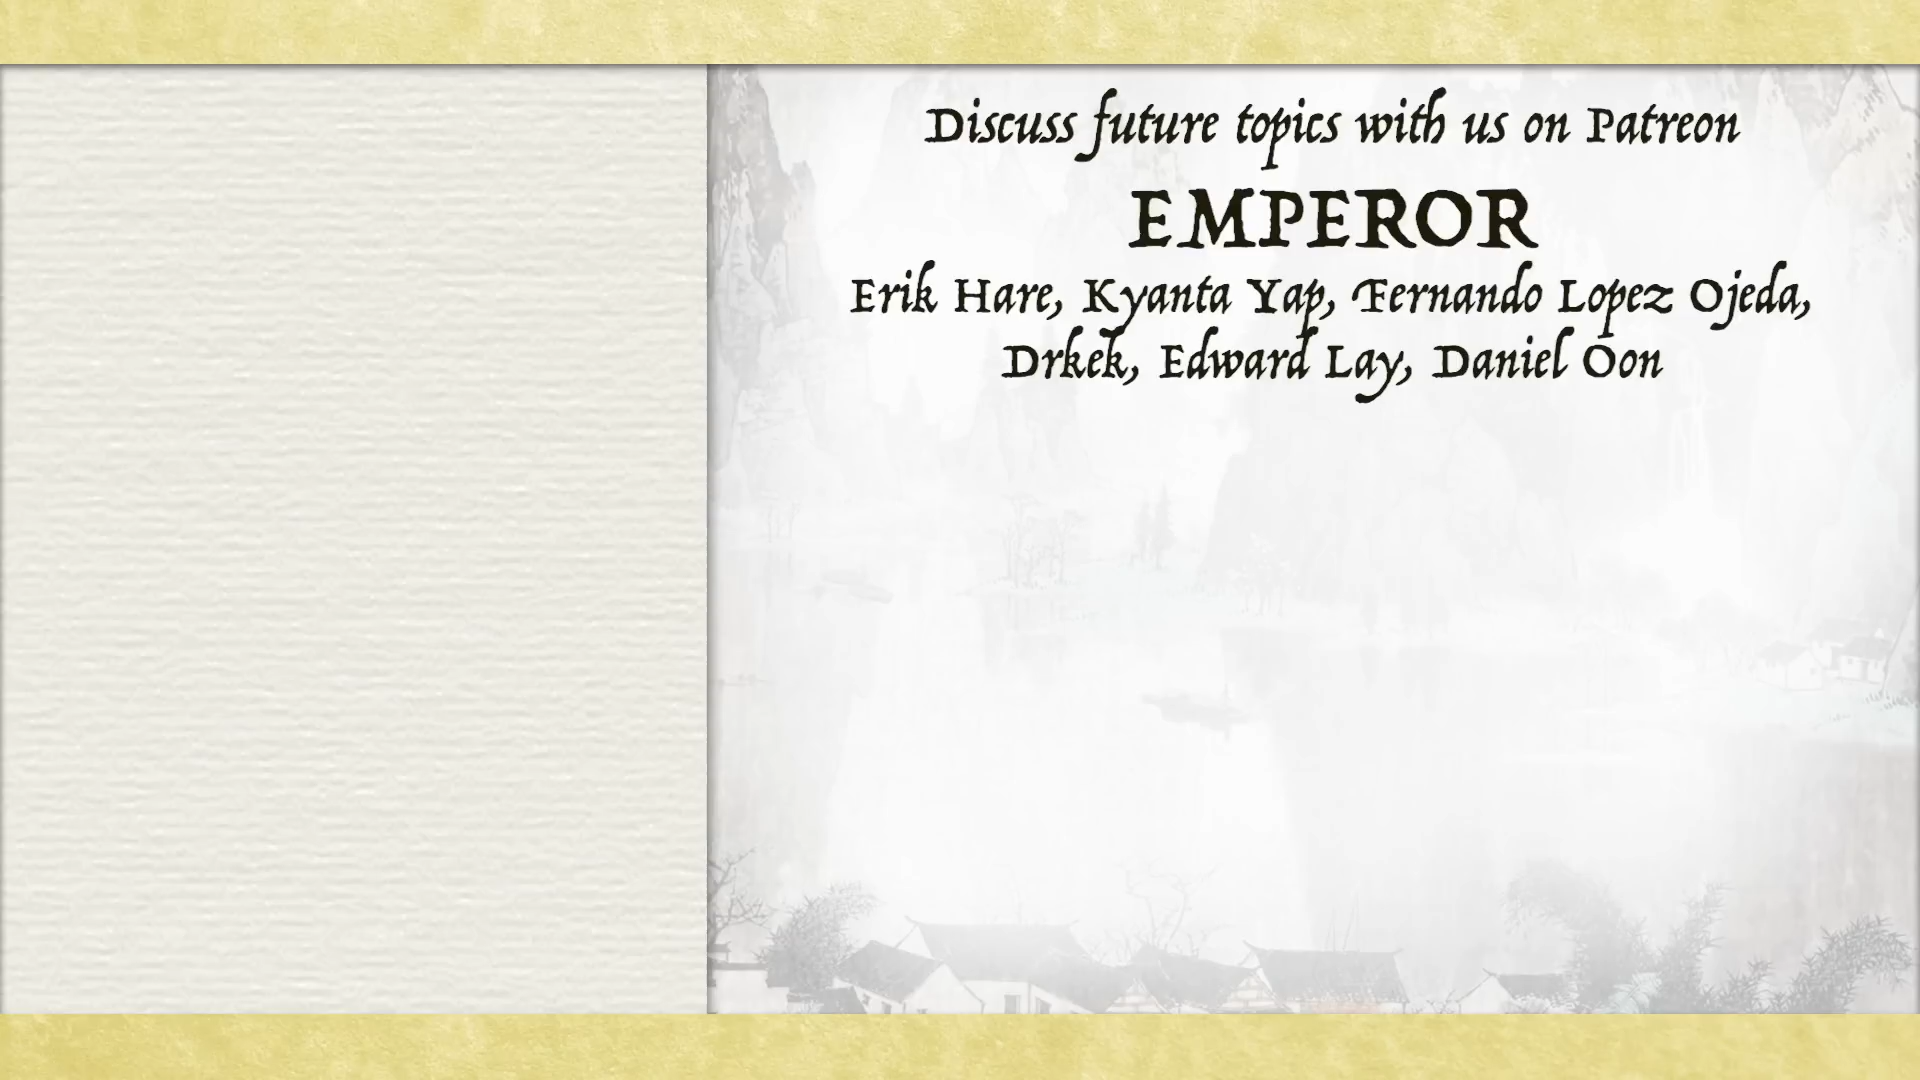 Discuss future topics with us on Patreon
EMPEROR
Erik Hare, Kyanta Yap, Fernando Lopez Ojeda,
Drkek, Edward Lay, Daniel Oon